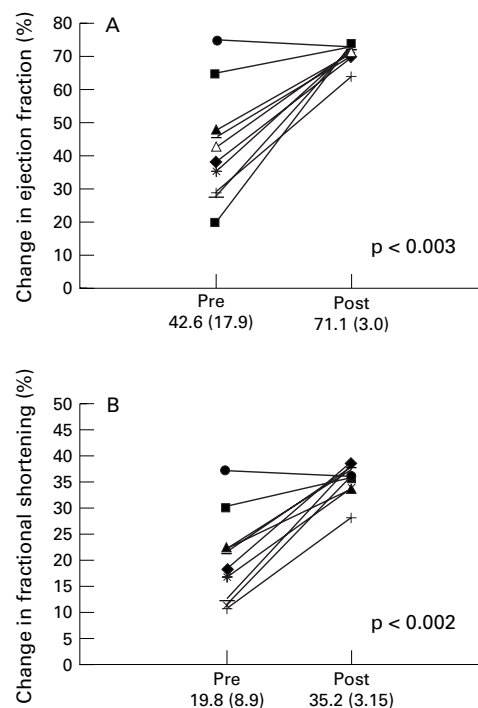 A
Change in ejection fraction (%)
80
70
60
50
40
30
20
10
0
p < 0.003
Pre
42.6 (17.9)
Post
71.1 (3.0)
B
Change in fractional shortening (%)
50
45
40
35
30
25
20
15
10
5
0
p < 0.002
Pre
19.8 (8.9)
Post
35.2 (3.15)